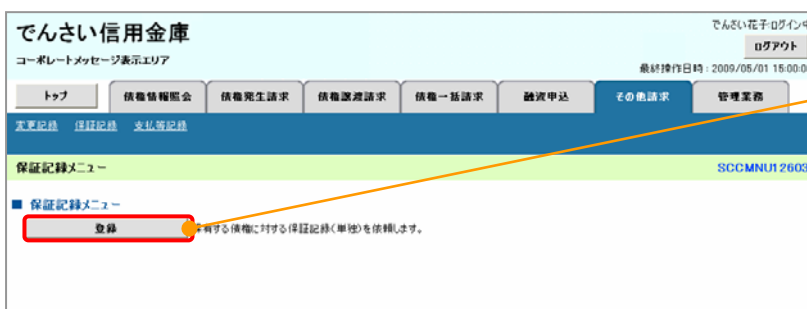 でんさい信用金庫
コーポレートメッセージ表示エリア
でんさい花子:ログイン中
ログアウト
最終操作日時：2009/05/01 15:00:0
トップ 債権情報照会 債権発生請求 債権譲渡請求 債権一括請求 融資申込 その他請求 管理業務
変更記録 保証記録 支払等記録
保証記録メニュー SCCMNU12603
■ 保証記録メニュー
登録 有する債権に対する保証記録（単独）を依頼します。